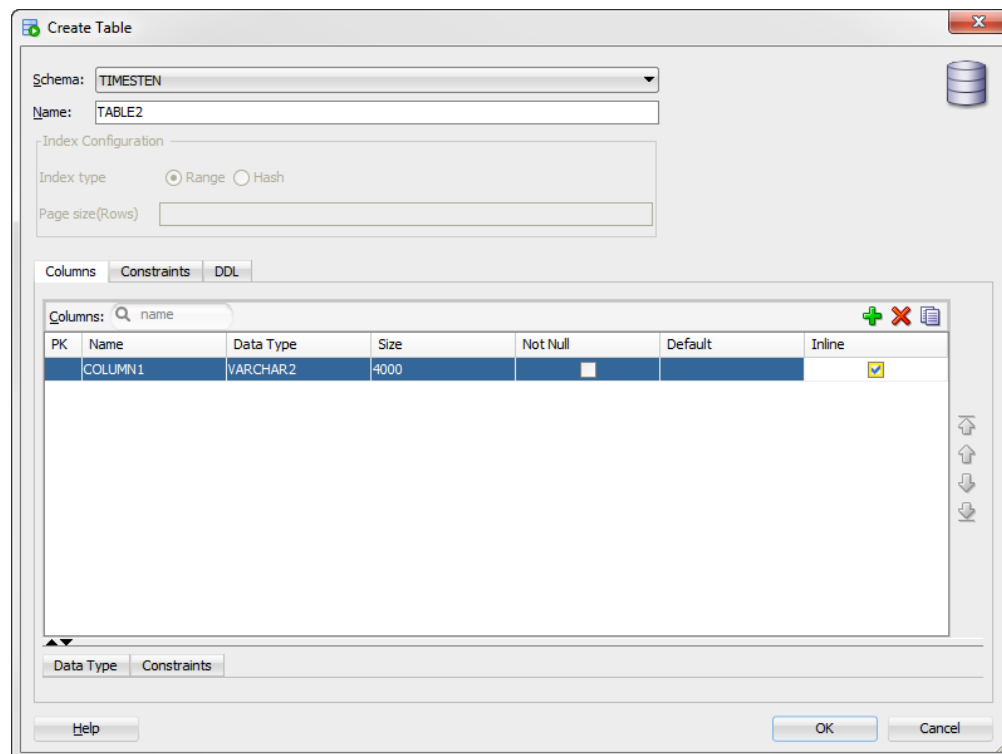 Create Table
Schema: TIMESTEN
Name: TABLE2
Index Configuration
Index type Range Hash
Page size(Rows)
Columns Constraints DDL
Columns: name
PK Name Data Type Size Not Null Default Inline
COLUMN1 VARCHAR2 4000
Data Type Constraints
Help OK Cancel